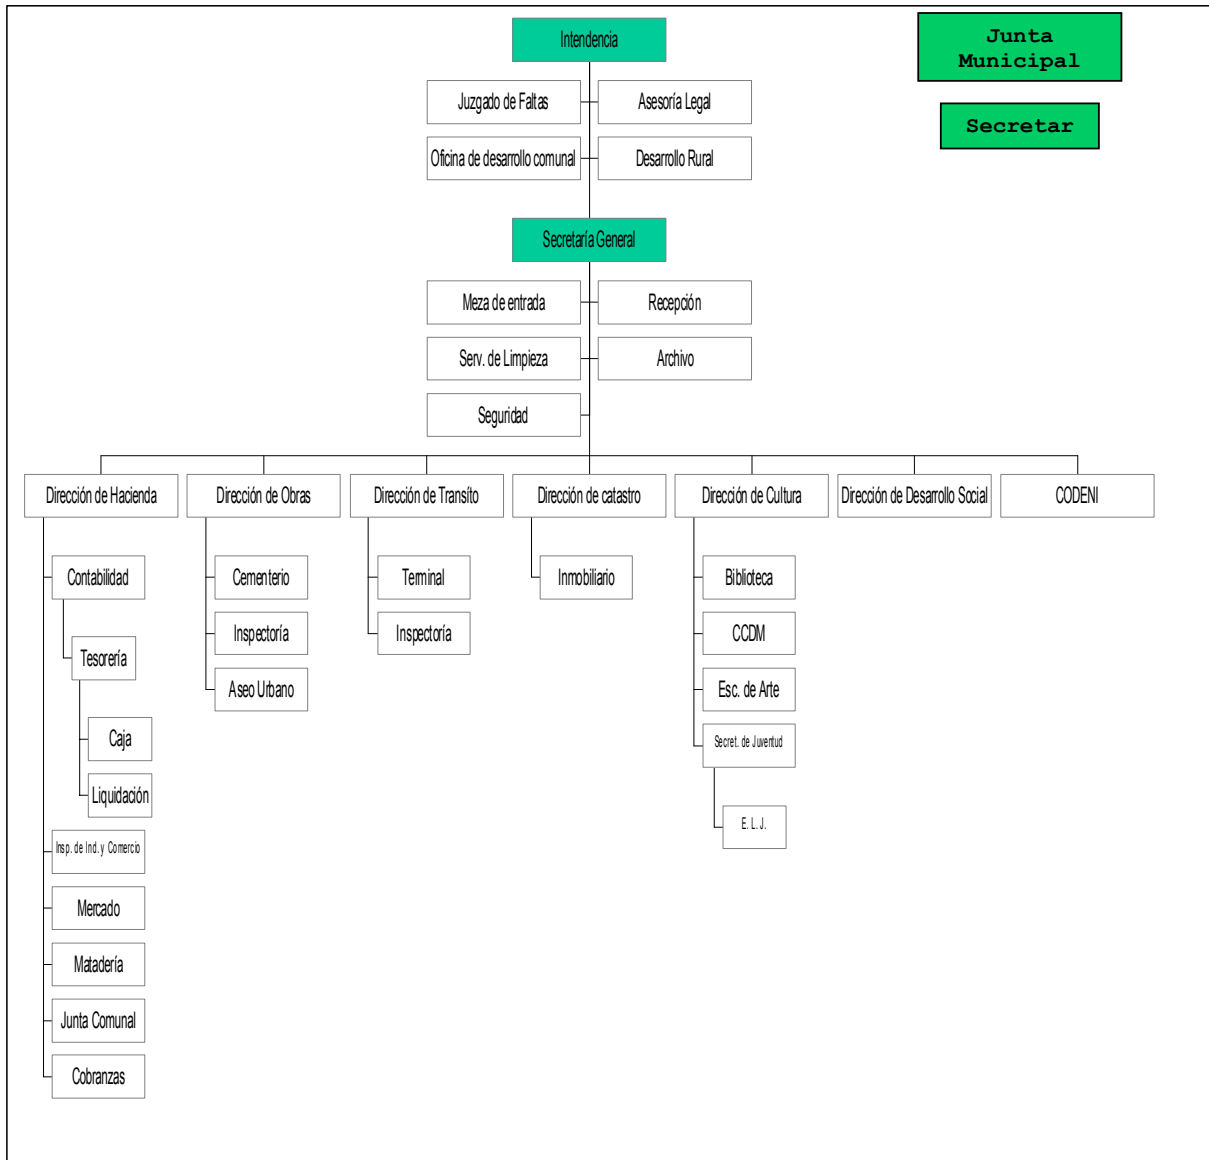 Intendencia
Junta
Municipal
Juzgado de Faltas
Asesoría Legal
Secretar
Oficina de desarrollo comunal
Desarrollo Rural
Secretaría General
Meza de entrada
Recepción
Serv. de Limpieza
Archivo
Seguridad
Dirección de Hacienda
Dirección de Obras
Dirección de Transíto
Dirección de catastro
Dirección de Cultura
Dirección de Desarrollo Social
CODENI
Contabilidad
Tesorería
Caja
Liquidación
Insp. de Ind. y Comercio
Mercado
Matadería
Junta Comunal
Cobranzas
Cementerio
Inspectoría
Aseo Urbano
Terminal
Inspectoría
Inmobiliario
Biblioteca
CCDM
Esc. de Arte
Secret. de Juventud
E. L. J.